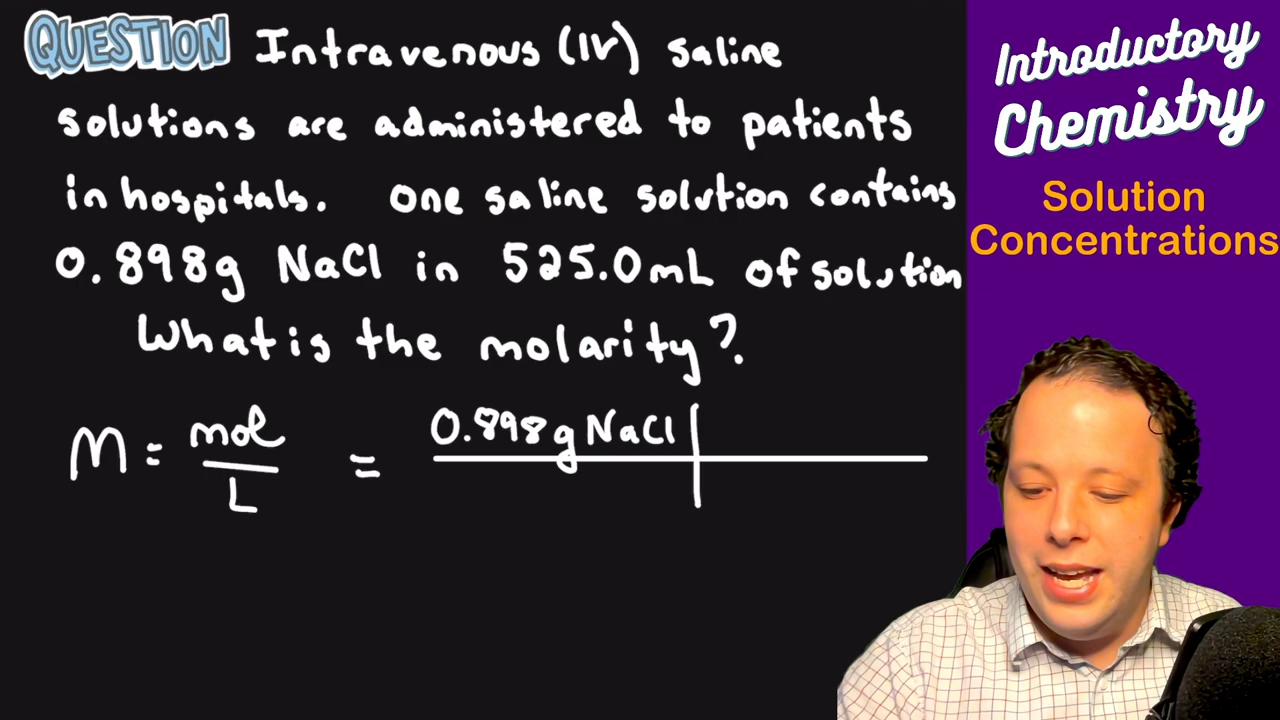 QUESTION Intravenous (IV) saline
solutions are administered to patients
in hospitals. One saline solution contains
0.898g NaCl in 525.0mL of solution
What is the molarity?
M = mol/L = 0.898g NaCl
Introductory
Chemistry
Solution
Concentrations